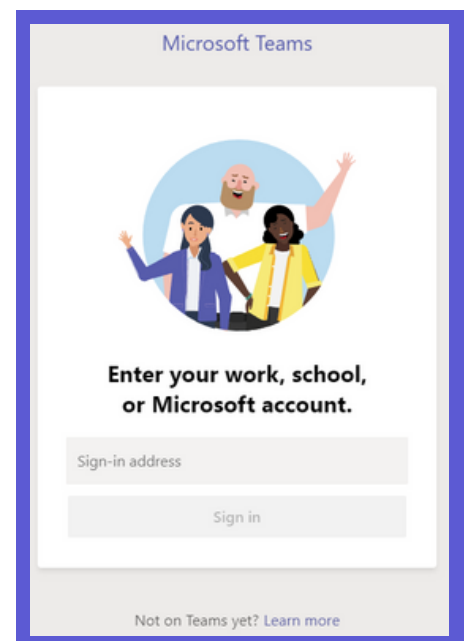 Microsoft Teams
Enter your work, school,
or Microsoft account.
Sign-in address
Sign in
Not on Teams yet? Learn more